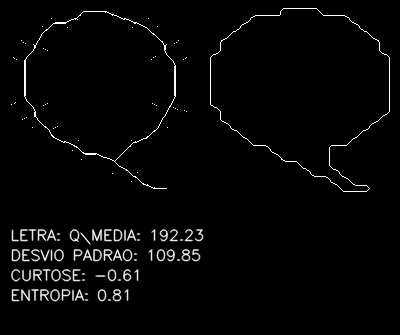 LETRA: Q\MEDIA: 192.23
DESVIO PADRAO: 109.85
CURTOSE: -0.61
ENTROPIA: 0.81